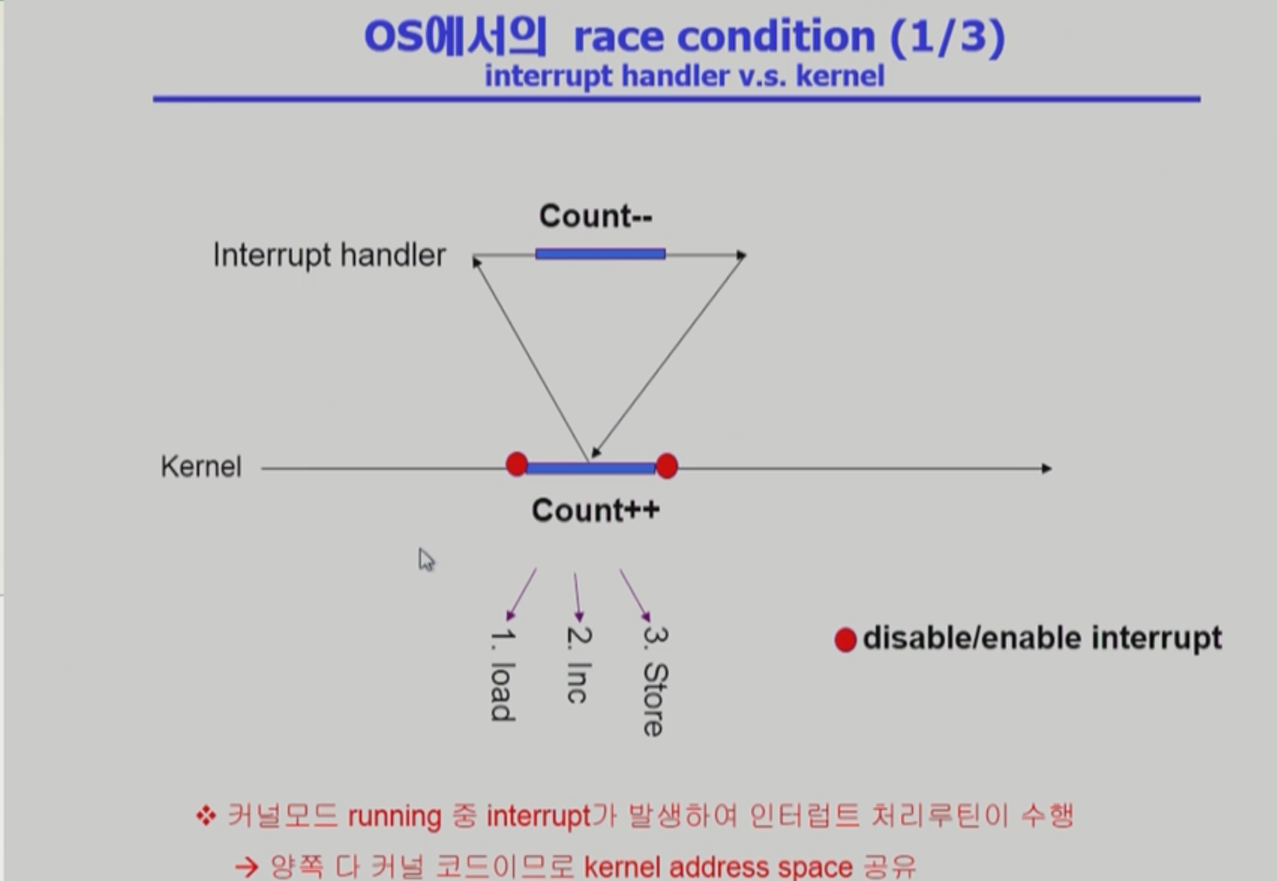 OS에서의 race condition (1/3)
interrupt handler v.s. kernel
Count--
Interrupt handler
Kernel
Count++
1. load
2. Inc
3. Store
disable/enable interrupt
❖ 커널모드 running 중 interrupt가 발생하여 인터럽트 처리루틴이 수행
→ 양쪽 다 커널 코드이므로 kernel address space 공유